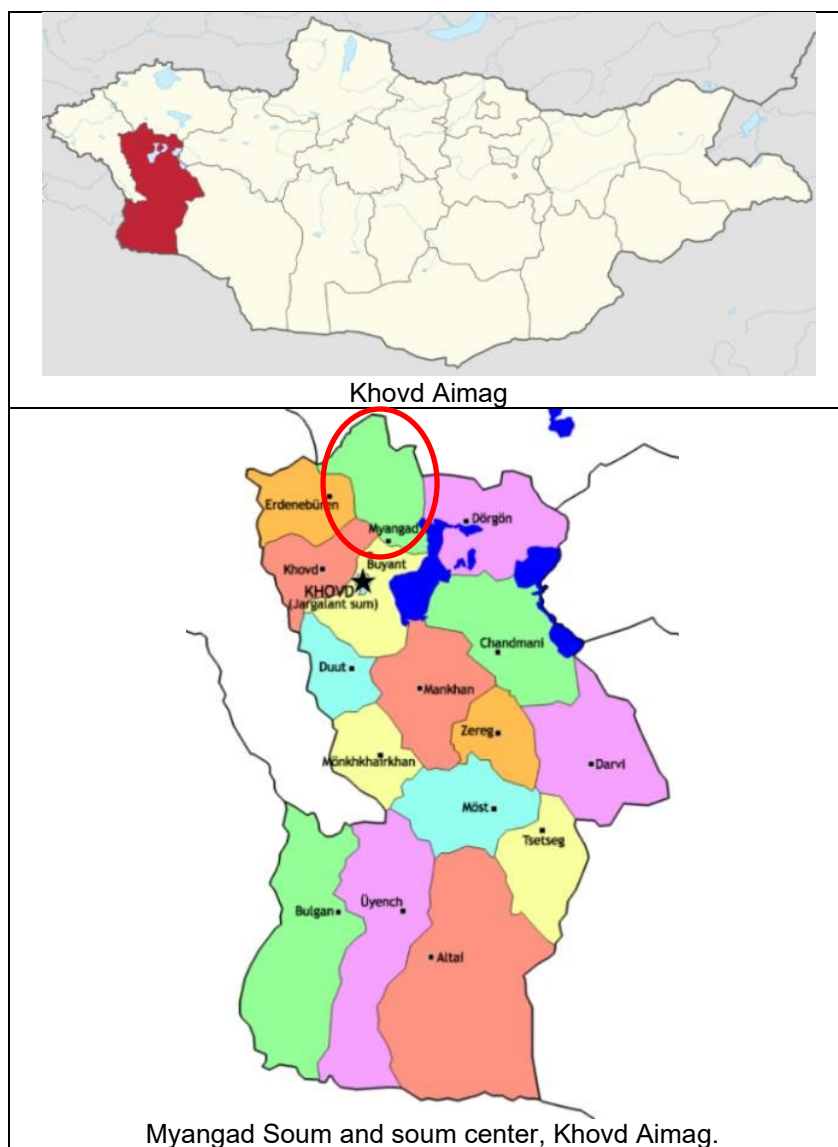 Khovd Aimag
Erdenebüren
Dörgön
Myangad
Buyant
Khovd
KHOVD
(Jargalant sum)
Chandmani
Duut
Mankhan
Zereg
Mönkhkhairkhan
Darvi
Möst
Tsetseg
Üyench
Bulgan
Altai
Myangad Soum and soum center, Khovd Aimag.